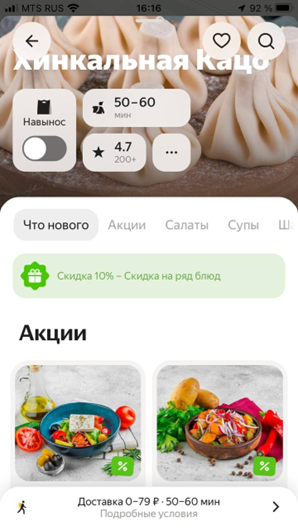 MTS RUS 16:16 92 %
Хинкальная Кацо
Навынос
50–60
мин
4.7
200+
Что нового Акции Салаты Супы
Скидка 10% – Скидка на ряд блюд
Акции
Доставка 0–79 ₽ · 50–60 мин
Подробные условия